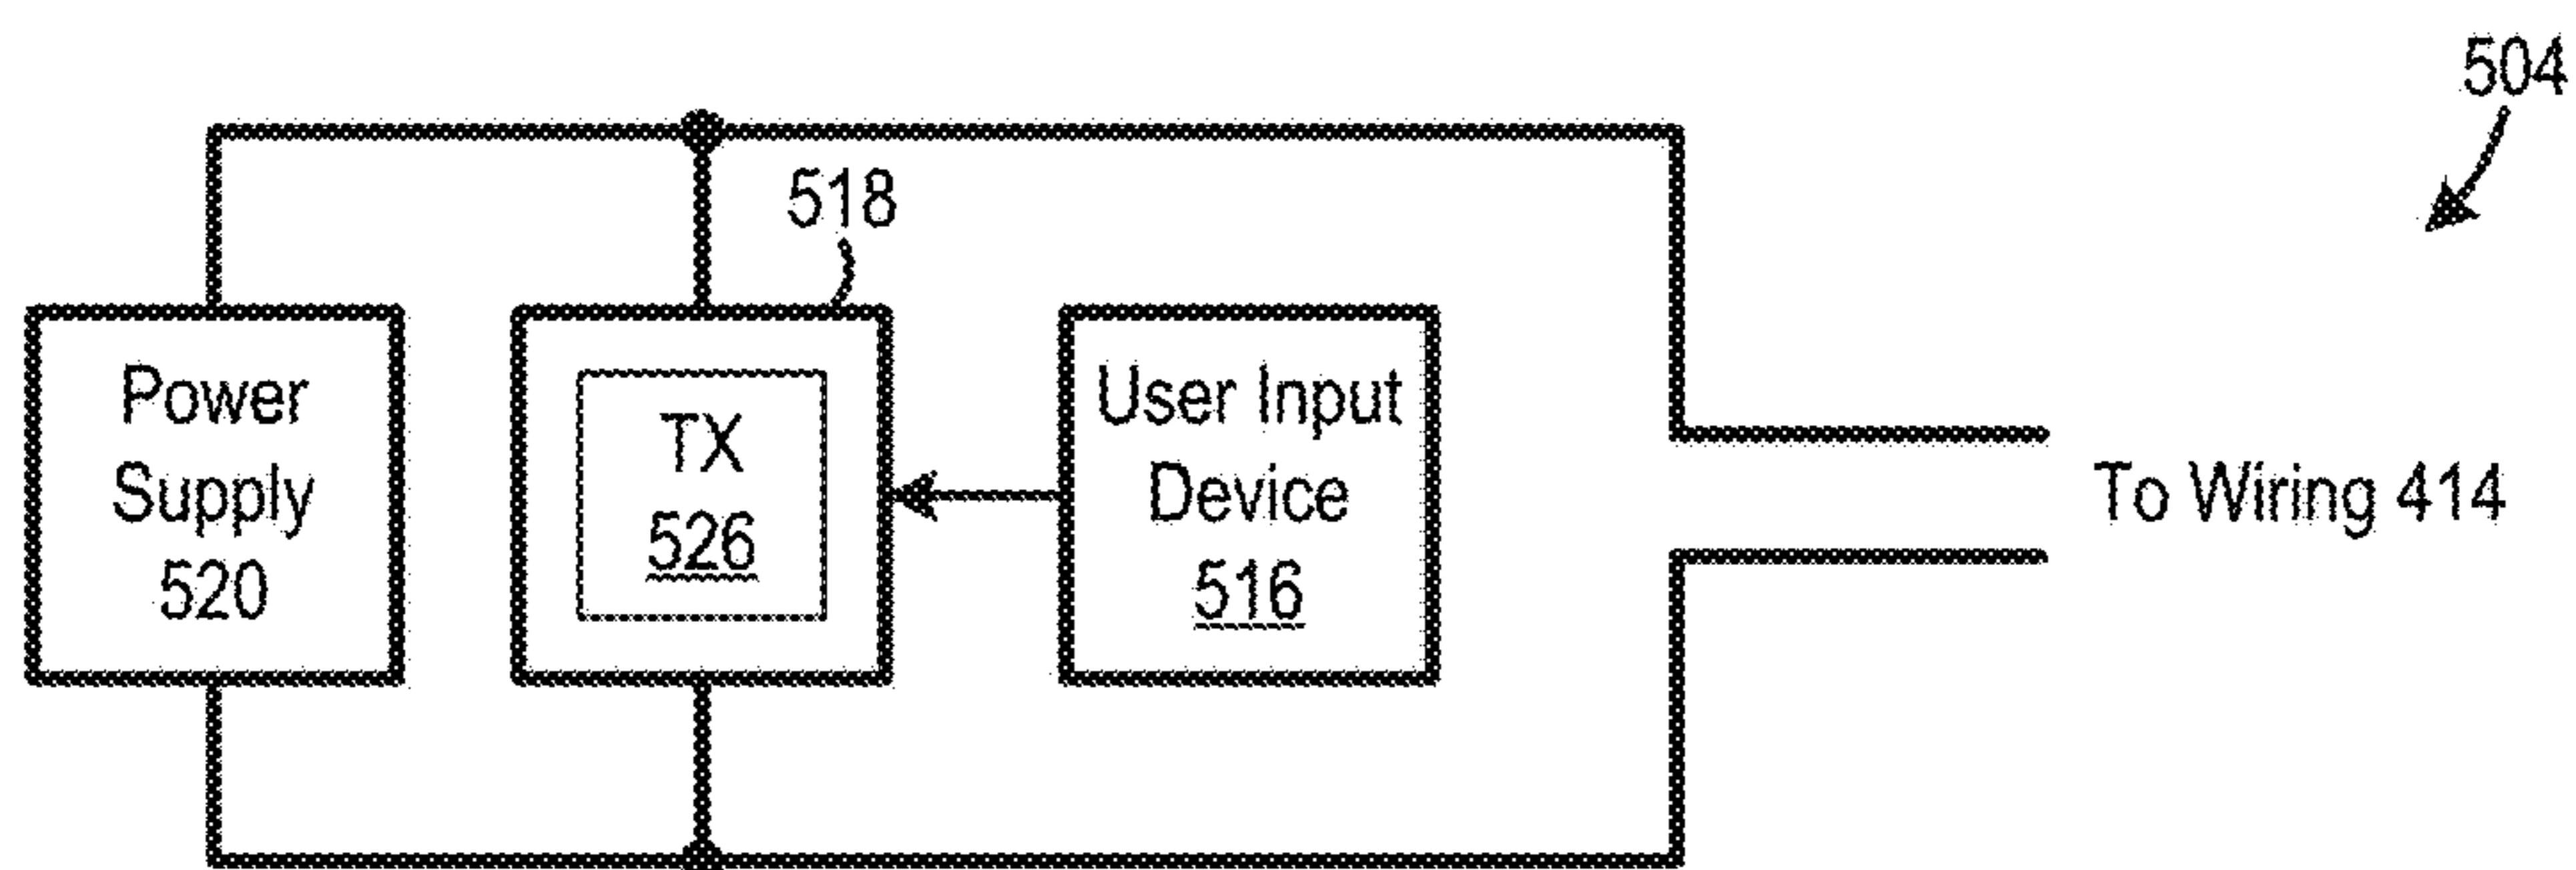 504
518
Power
Supply
520
TX
526
User Input
Device
516
To Wiring 414